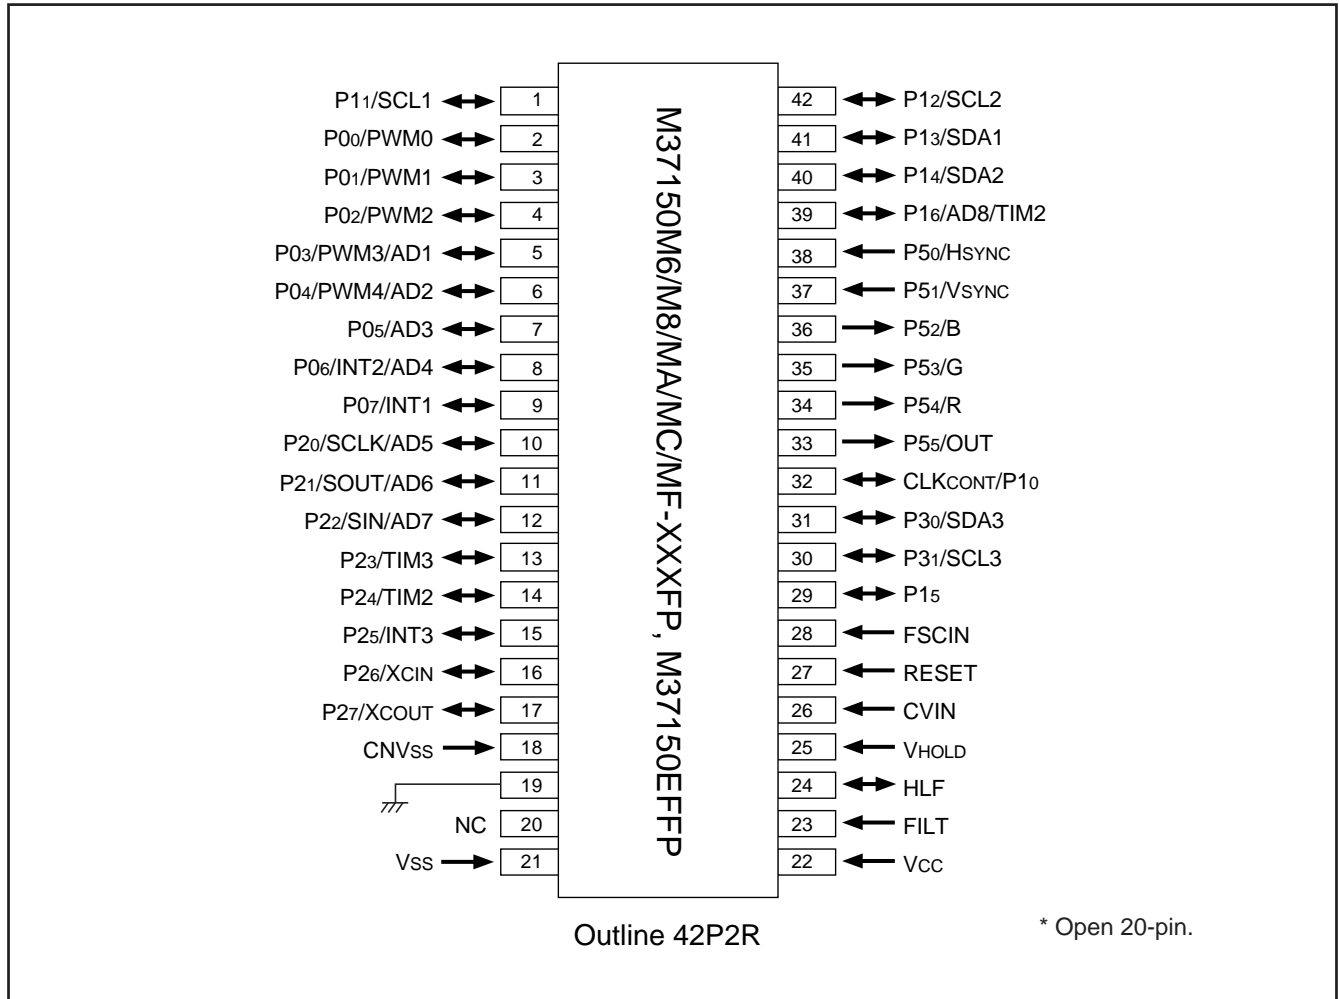 P11/SCL1
P00/PWM0
P01/PWM1
P02/PWM2
P03/PWM3/AD1
P04/PWM4/AD2
P05/AD3
P06/INT2/AD4
P07/INT1
P20/SCLK/AD5
P21/SOUT/AD6
P22/SIN/AD7
P23/TIM3
P24/TIM2
P25/INT3
P26/XCIN
P27/XCOUT
CNVSS
NC
VSS
1
2
3
4
5
6
7
8
9
10
11
12
13
14
15
16
17
18
19
20
21
M37150M6/M8/MA/MC/MF-XXXFP, M37150EFFP
42
41
40
39
38
37
36
35
34
33
32
31
30
29
28
27
26
25
24
23
22
P12/SCL2
P13/SDA1
P14/SDA2
P16/AD8/TIM2
P50/HSYNC
P51/VSYNC
P52/B
P53/G
P54/R
P55/OUT
CLKCONT/P10
P30/SDA3
P31/SCL3
P15
FSCIN
RESET
CVIN
VHOLD
HLF
FILT
VCC
Outline 42P2R
* Open 20-pin.